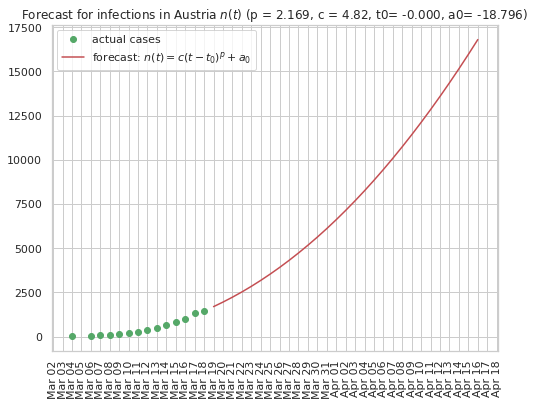 Forecast for infections in Austria n(t) (p = 2.169, c = 4.82, t0= -0.000, a0= -18.796)
actual cases
forecast: n(t) = c(t − t₀)ᵖ + a₀
17500
15000
12500
10000
7500
5000
2500
0
Mar 02
Mar 03
Mar 04
Mar 05
Mar 06
Mar 07
Mar 08
Mar 09
Mar 10
Mar 11
Mar 12
Mar 13
Mar 14
Mar 15
Mar 16
Mar 17
Mar 18
Mar 19
Mar 20
Mar 21
Mar 22
Mar 23
Mar 24
Mar 25
Mar 26
Mar 27
Mar 28
Mar 29
Mar 30
Mar 31
Apr 01
Apr 02
Apr 03
Apr 04
Apr 05
Apr 06
Apr 07
Apr 08
Apr 09
Apr 10
Apr 11
Apr 12
Apr 13
Apr 14
Apr 15
Apr 16
Apr 17
Apr 18